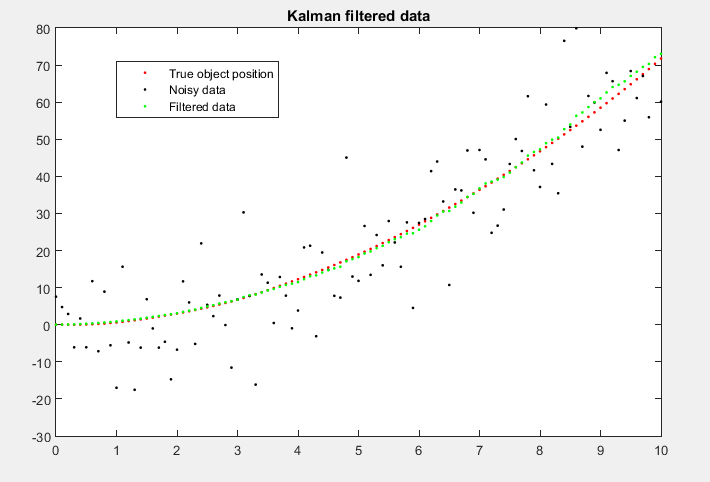 Kalman filtered data
80
70
60
50
40
30
20
10
0
-10
-20
-30
True object position
Noisy data
Filtered data
0 1 2 3 4 5 6 7 8 9 10